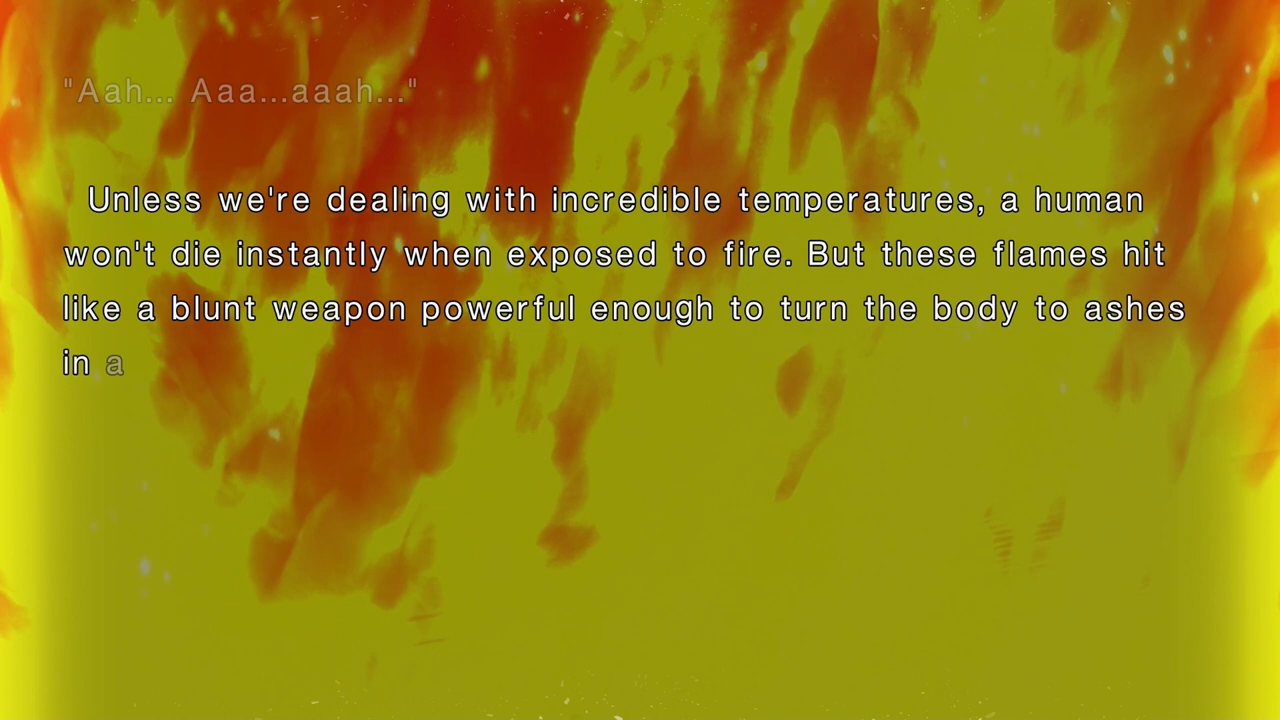 "Aah... Aaa...aaah..."
Unless we're dealing with incredible temperatures, a human
won't die instantly when exposed to fire. But these flames hit
like a blunt weapon powerful enough to turn the body to ashes
in a